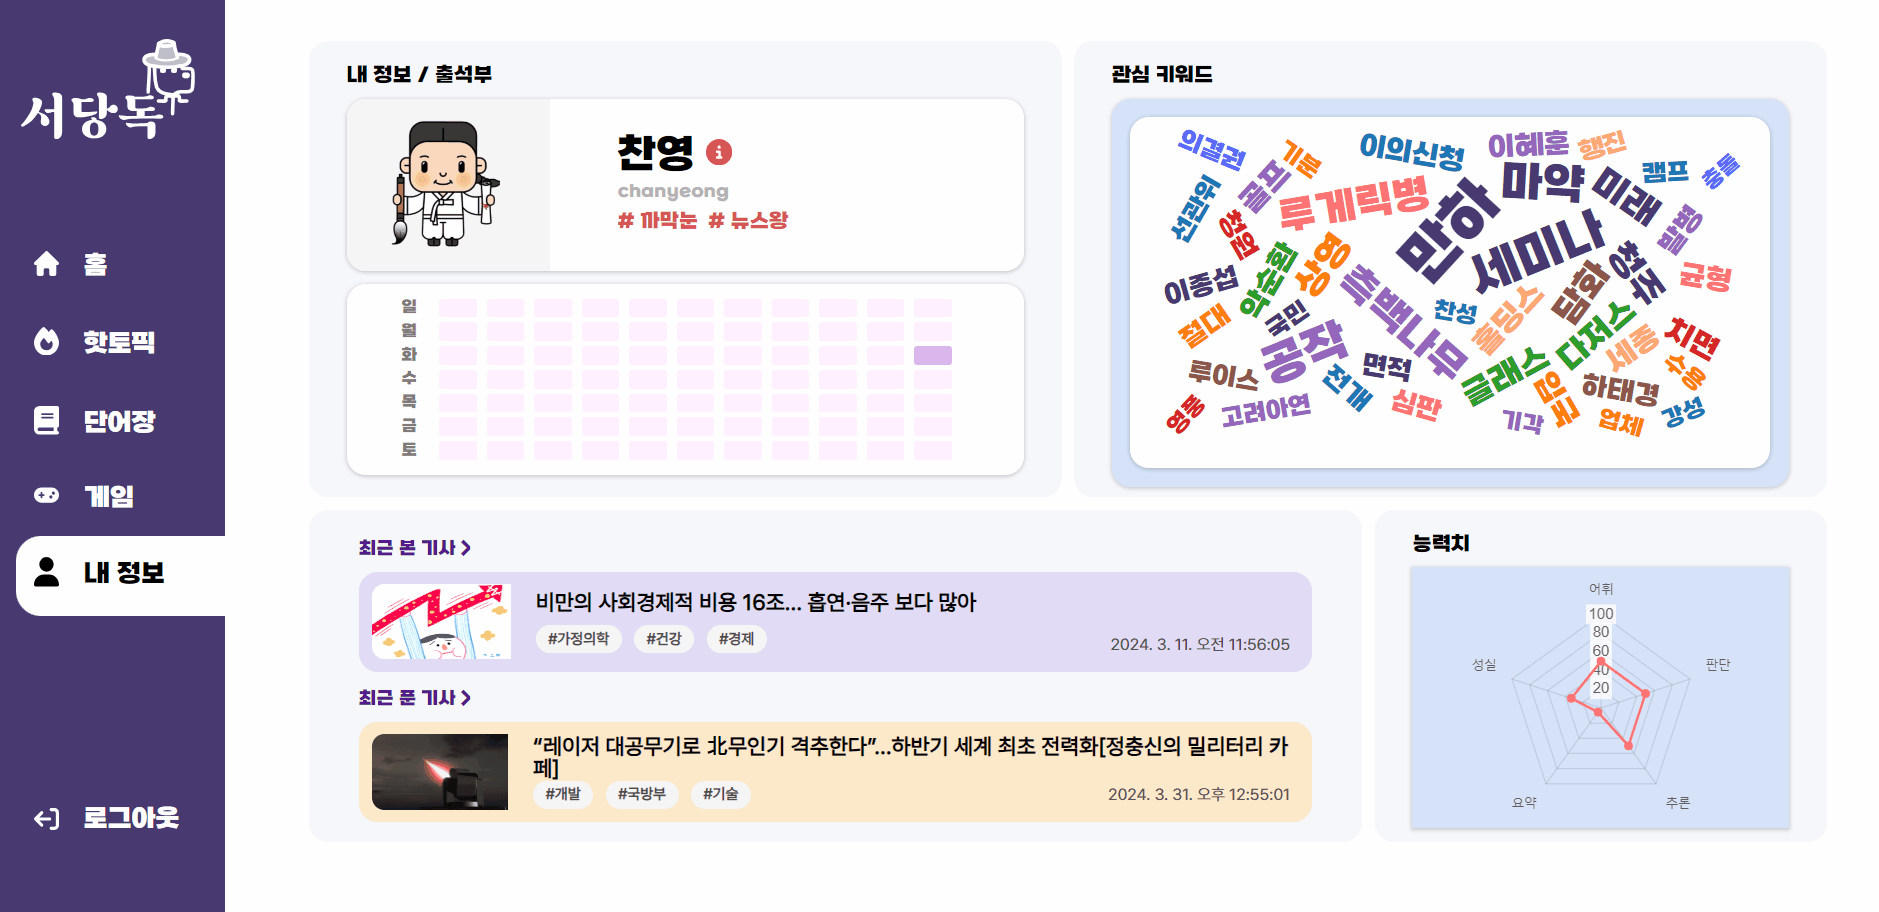 서당독
홈
핫토픽
단어장
게임
내 정보
로그아웃
내 정보 / 출석부
찬영
chanyeong
# 까막눈 # 뉴스왕
일
월
화
수
목
금
토
관심 키워드
의결권
기분
이의신청
이혜훈
행진
캠프
충돌
선관위
골머리
루게릭병
마약
미래
만하
청원
발령
세미나
악순환
상영
청주
균형
이종섭
측백나무
담화
절대
국민
찬성
홀딩스
다져스
치면
공작
세종
루이스
면적
글래스
수용
전개
하태경
영종
고려아연
심판
기각
업체
강성
최근 본 기사
비만의 사회경제적 비용 16조... 흡연·음주 보다 많아
#가정의학 #건강 #경제
2024. 3. 11. 오전 11:56:05
최근 푼 기사
“레이저 대공무기로 北무인기 격추한다”...하반기 세계 최초 전력화[정충신의 밀리터리 카
페]
#개발 #국방부 #기술
2024. 3. 31. 오후 12:55:01
능력치
어휘
100
80
60
40
20
성실
판단
요약
추론